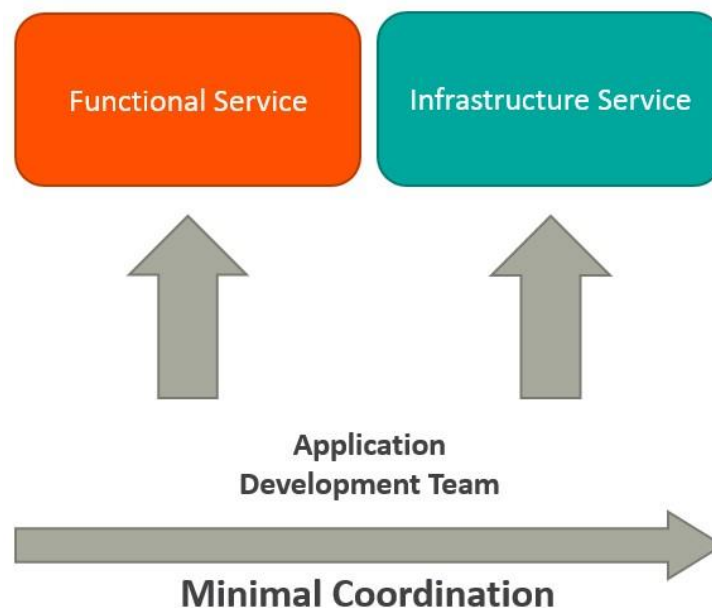 Functional Service
Infrastructure Service
Application
Development Team
Minimal Coordination